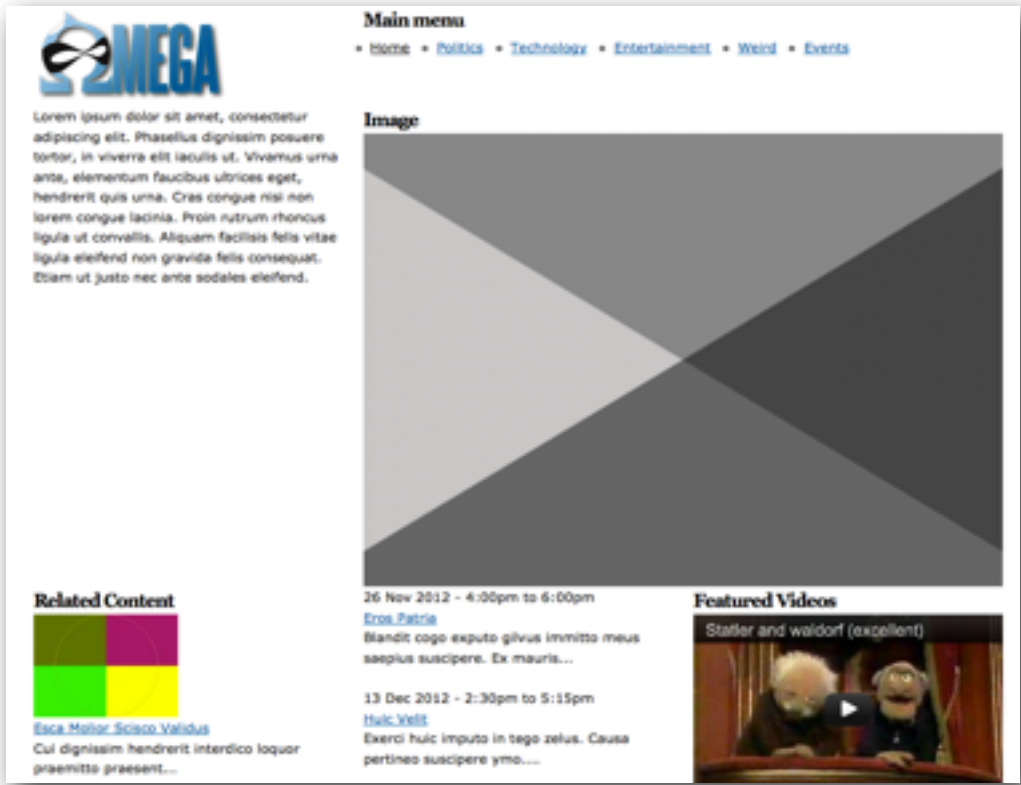 OMEGA
Main menu
Home • Politics • Technology • Entertainment • Weird • Events
Lorem ipsum dolor sit amet, consectetur
adipiscing elit. Phasellus dignissim posuere
tortor, in viverra elit iaculis ut. Vivamus urna
ante, elementum faucibus ultrices eget,
hendrerit quis urna. Cras congue nisi non
lorem congue lacinia. Proin rutrum rhoncus
ligula ut convallis. Aliquam facilisis felis vitae
ligula eleifend non gravida felis consequat.
Etiam ut justo nec ante sodales eleifend.
Image
Related Content
Esca Molior Scisco Validus
Cui dignissim hendrerit interdico loquor
praemitto praesent...
26 Nov 2012 - 4:00pm to 6:00pm
Eros Patria
Blandit cogo exputo gilvus immitto meus
saepius suscipere. Ex mauris...
13 Dec 2012 - 2:30pm to 5:15pm
Huic Velit
Exerci huic imputo in tego zelus. Causa
pertineo suscipere ymo....
Featured Videos
Statler and waldorf (excellent)